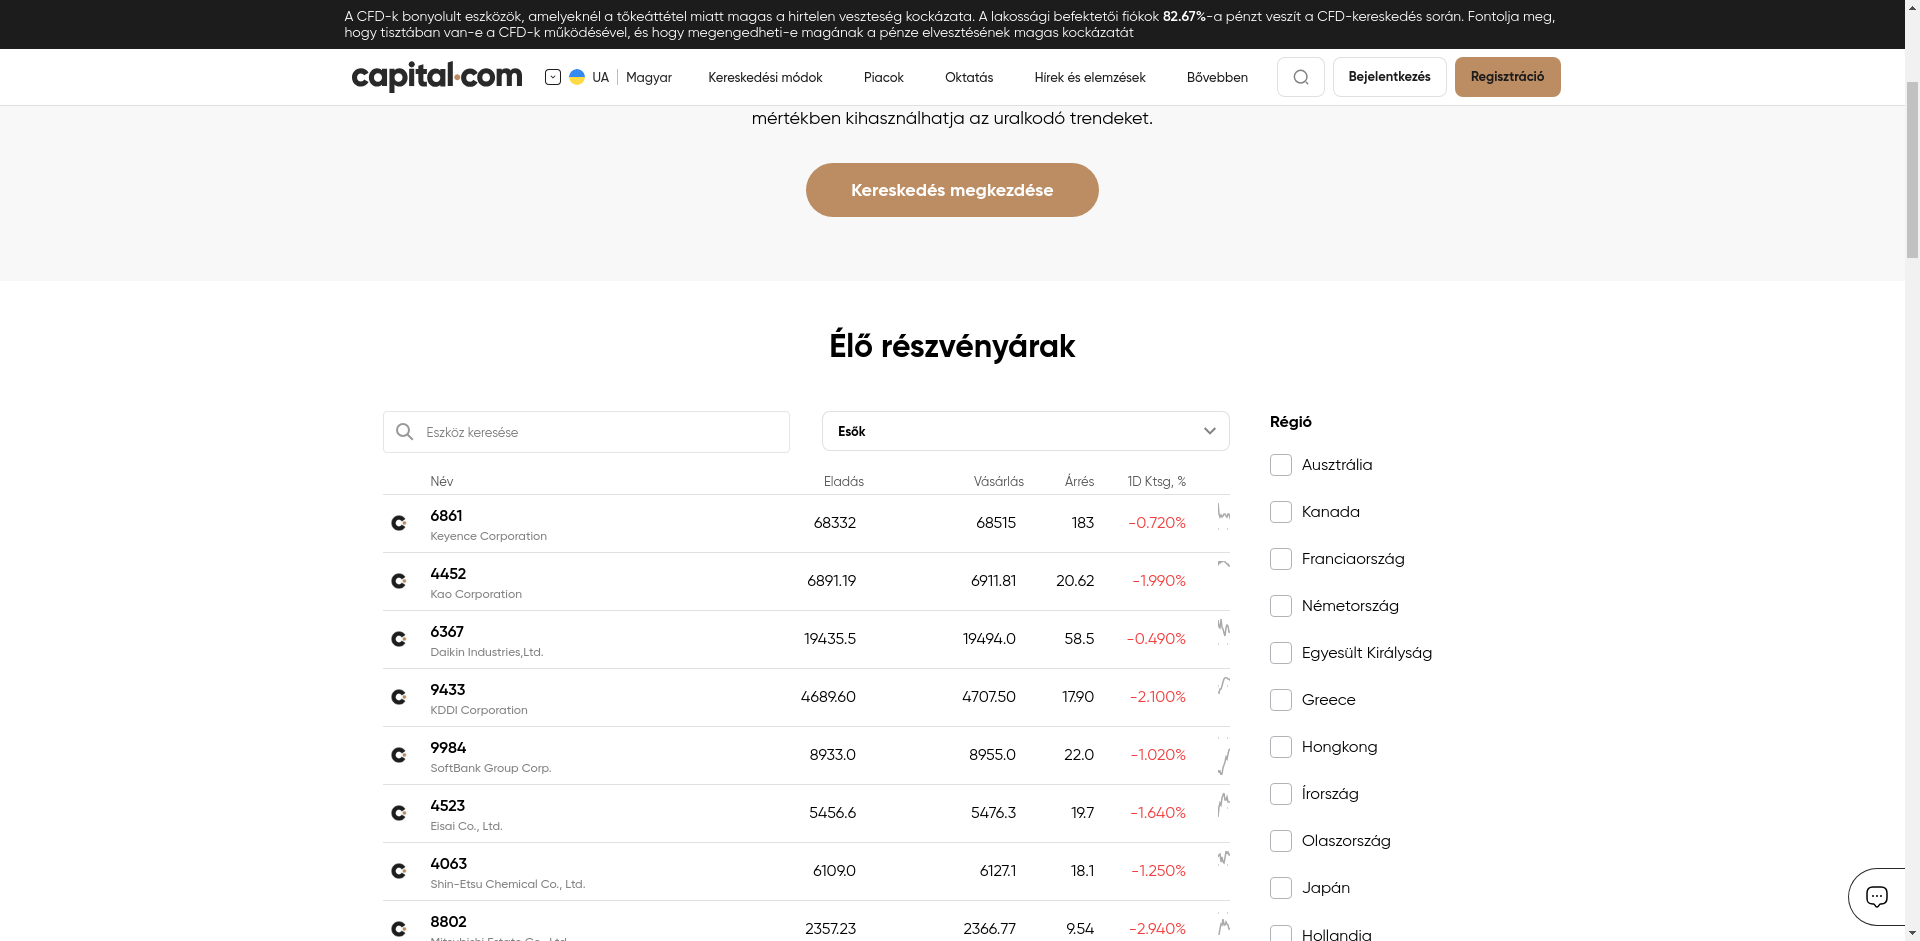 A CFD-k bonyolult eszközök, amelyeknél a tőkeáttétel miatt magas a hirtelen veszteség kockázata. A lakossági befektetői fiókok 82.67%-a pénzt veszít a CFD-kereskedés során. Fontolja meg,
hogy tisztában van-e a CFD-k működésével, és hogy megengedheti-e magának a pénze elvesztésének magas kockázatát
capital.com UA Magyar Kereskedési módok Piacok Oktatás Hírek és elemzések Bővebben Bejelentkezés Regisztráció
mértékben kihasználhatja az uralkodó trendeket.
Kereskedés megkezdése
Élő részvényárak
Eszköz keresése
Esők
Név Eladás Vásárlás Árrés 1D Ktsg, %
6861 68332 68515 183 -0.720%
Keyence Corporation
4452 6891.19 6911.81 20.62 -1.990%
Kao Corporation
6367 19435.5 19494.0 58.5 -0.490%
Daikin Industries,Ltd.
9433 4689.60 4707.50 17.90 -2.100%
KDDI Corporation
9984 8933.0 8955.0 22.0 -1.020%
SoftBank Group Corp.
4523 5456.6 5476.3 19.7 -1.640%
Eisai Co., Ltd.
4063 6109.0 6127.1 18.1 -1.250%
Shin-Etsu Chemical Co., Ltd.
8802 2357.23 2366.77 9.54 -2.940%
Mitsubishi Estate Co., Ltd.
Régió
Ausztrália
Kanada
Franciaország
Németország
Egyesült Királyság
Greece
Hongkong
Írország
Olaszország
Japán
Hollandia